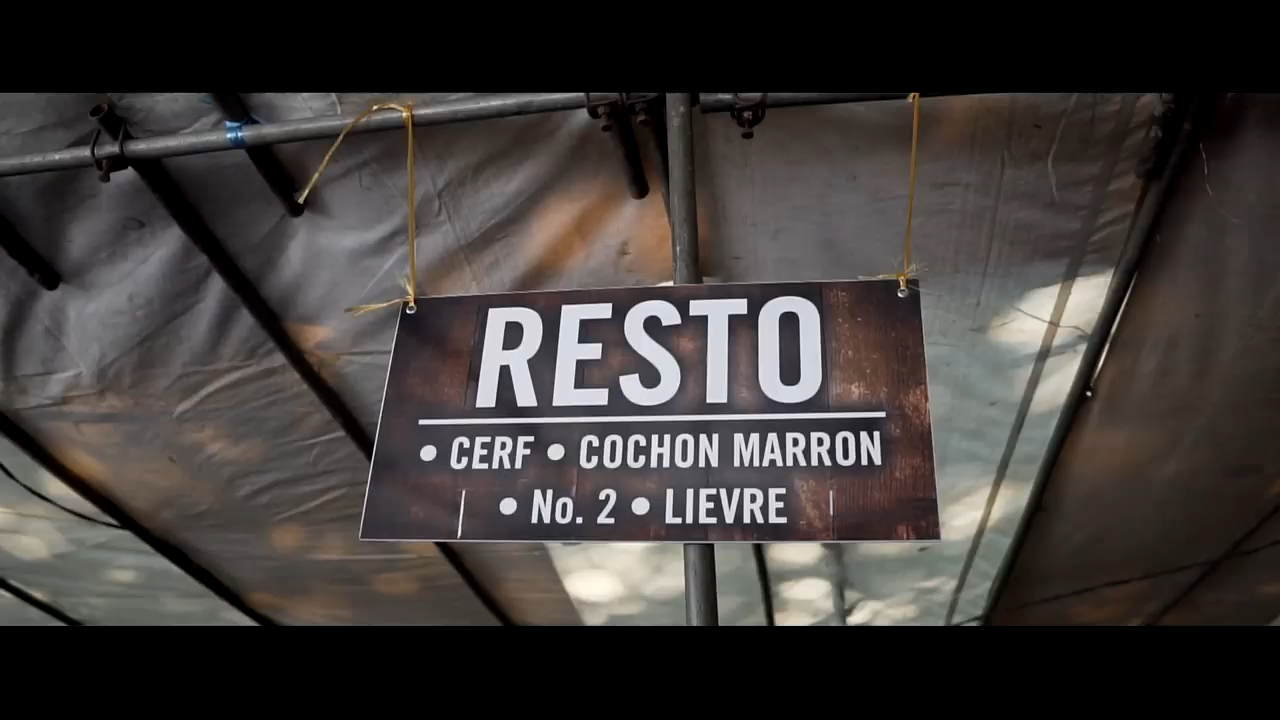 RESTO
• CERF • COCHON MARRON
• No. 2 • LIEVRE